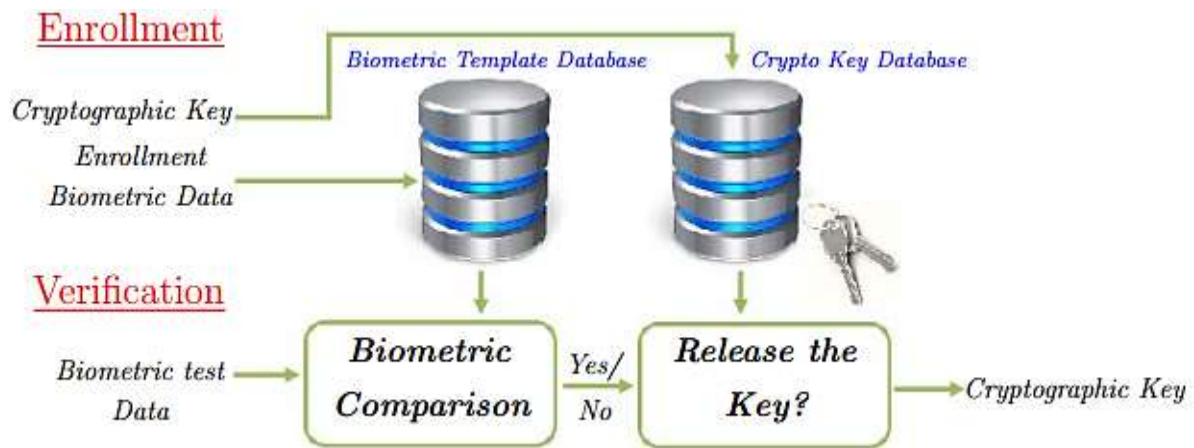 Enrollment
Biometric Template Database
Crypto Key Database
Cryptographic Key
Enrollment
Biometric Data
Verification
Biometric test
Data
Biometric
Comparison
Yes/
No
Release the
Key?
Cryptographic Key